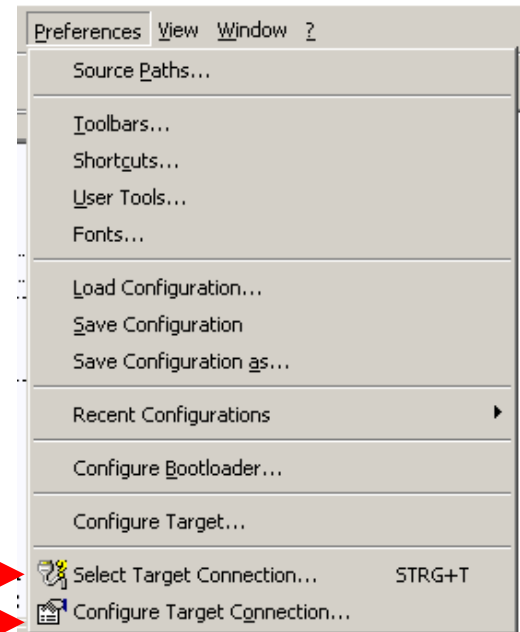 Preferences View Window ?
Source Paths...
Toolbars...
Shortcuts...
User Tools...
Fonts...
Load Configuration...
Save Configuration
Save Configuration as...
Recent Configurations
Configure Bootloader...
Configure Target...
Select Target Connection... STRG+T
Configure Target Connection...